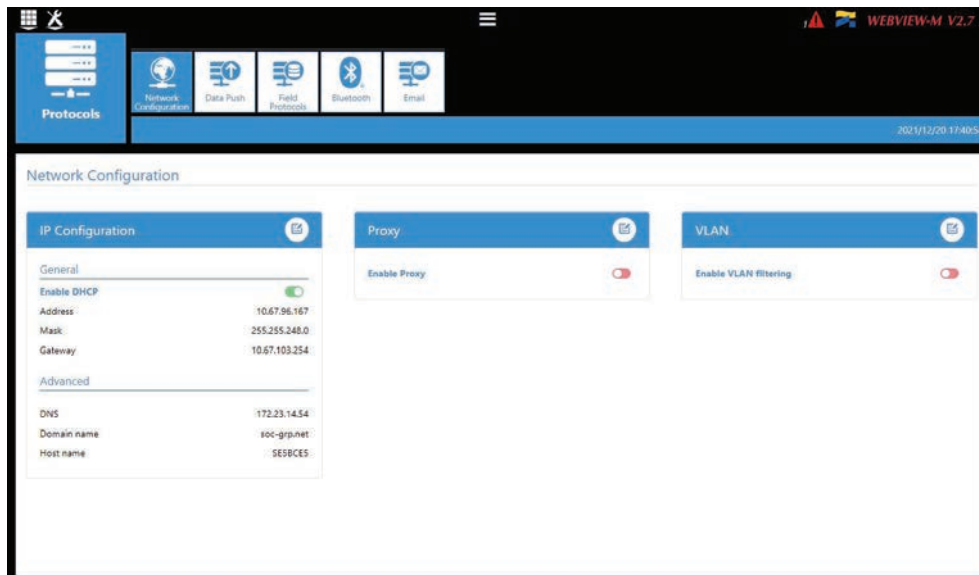 WEBVIEW-M V2.7
Protocols
Network Configuration
Data Push
Field Protocols
Bluetooth
Email
2021/12/20 17:40:5
Network Configuration
IP Configuration
General
Enable DHCP
Address 10.67.96.167
Mask 255.255.248.0
Gateway 10.67.103.254
Advanced
DNS 172.23.14.54
Domain name soc-grp.net
Host name SE5BCE5
Proxy
Enable Proxy
VLAN
Enable VLAN filtering